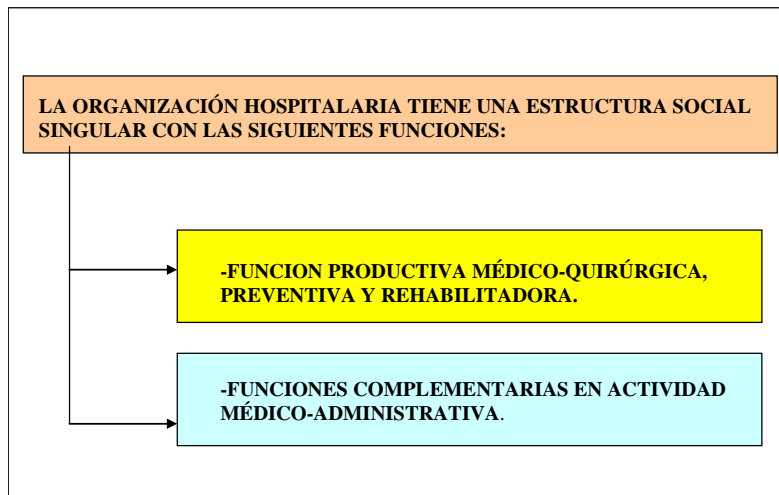 LA ORGANIZACIÓN HOSPITALARIA TIENE UNA ESTRUCTURA SOCIAL
SINGULAR CON LAS SIGUIENTES FUNCIONES:
-FUNCION PRODUCTIVA MÉDICO-QUIRÚRGICA,
PREVENTIVA Y REHABILITADORA.
-FUNCIONES COMPLEMENTARIAS EN ACTIVIDAD
MÉDICO-ADMINISTRATIVA.